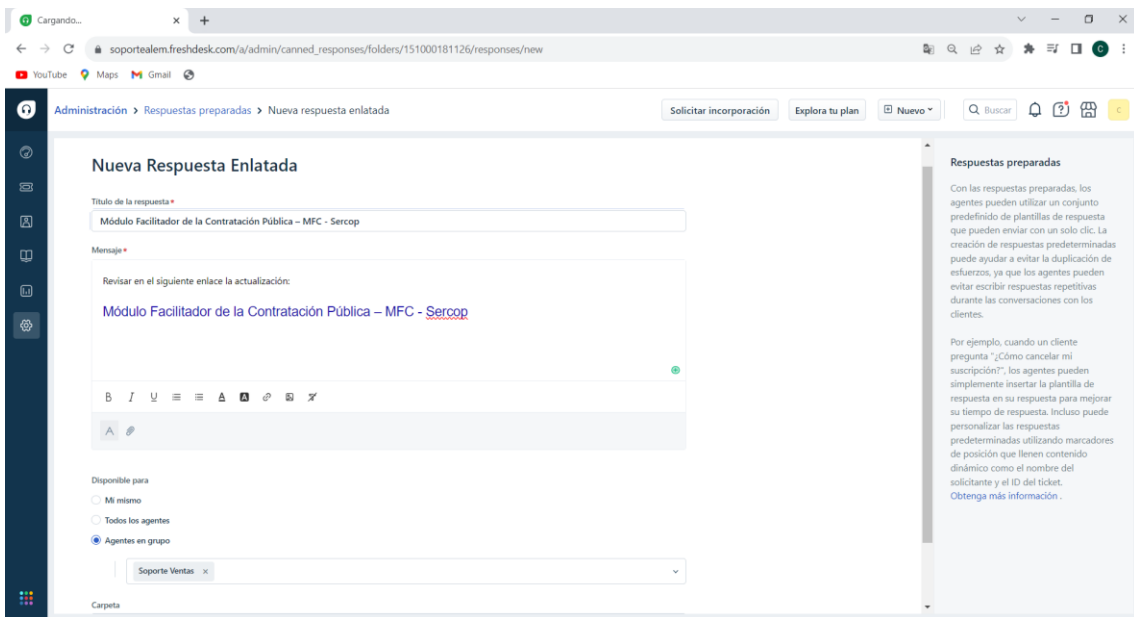 Cargando...
soportealem.freshdesk.com/a/admin/canned_responses/folders/151000181126/responses/new
YouTube Maps Gmail
Administración > Respuestas preparadas > Nueva respuesta enlatada
Solicitar incorporación Explora tu plan Nuevo Buscar
C
Nueva Respuesta Enlatada
Título de la respuesta •
Módulo Facilitador de la Contratación Pública – MFC - Sercop
Mensaje •
Revisar en el siguiente enlace la actualización:
Módulo Facilitador de la Contratación Pública – MFC - Sercop
B I U A A
A
Disponible para
Mí mismo
Todos los agentes
Agentes en grupo
Soporte Ventas ×
Carpeta
Respuestas preparadas
Con las respuestas preparadas, los
agentes pueden utilizar un conjunto
predefinido de plantillas de respuesta
que pueden enviar con un solo clic. La
creación de respuestas predeterminadas
puede ayudar a evitar la duplicación de
esfuerzos, ya que los agentes pueden
evitar escribir respuestas repetitivas
durante las conversaciones con los
clientes.
Por ejemplo, cuando un cliente
pregunta "¿Cómo cancelar mi
suscripción?", los agentes pueden
simplemente insertar la plantilla de
respuesta en su respuesta para mejorar
su tiempo de respuesta. Incluso puede
personalizar las respuestas
predeterminadas utilizando marcadores
de posición que llenen contenido
dinámico como el nombre del
solicitante y el ID del ticket.
Obtenga más información .